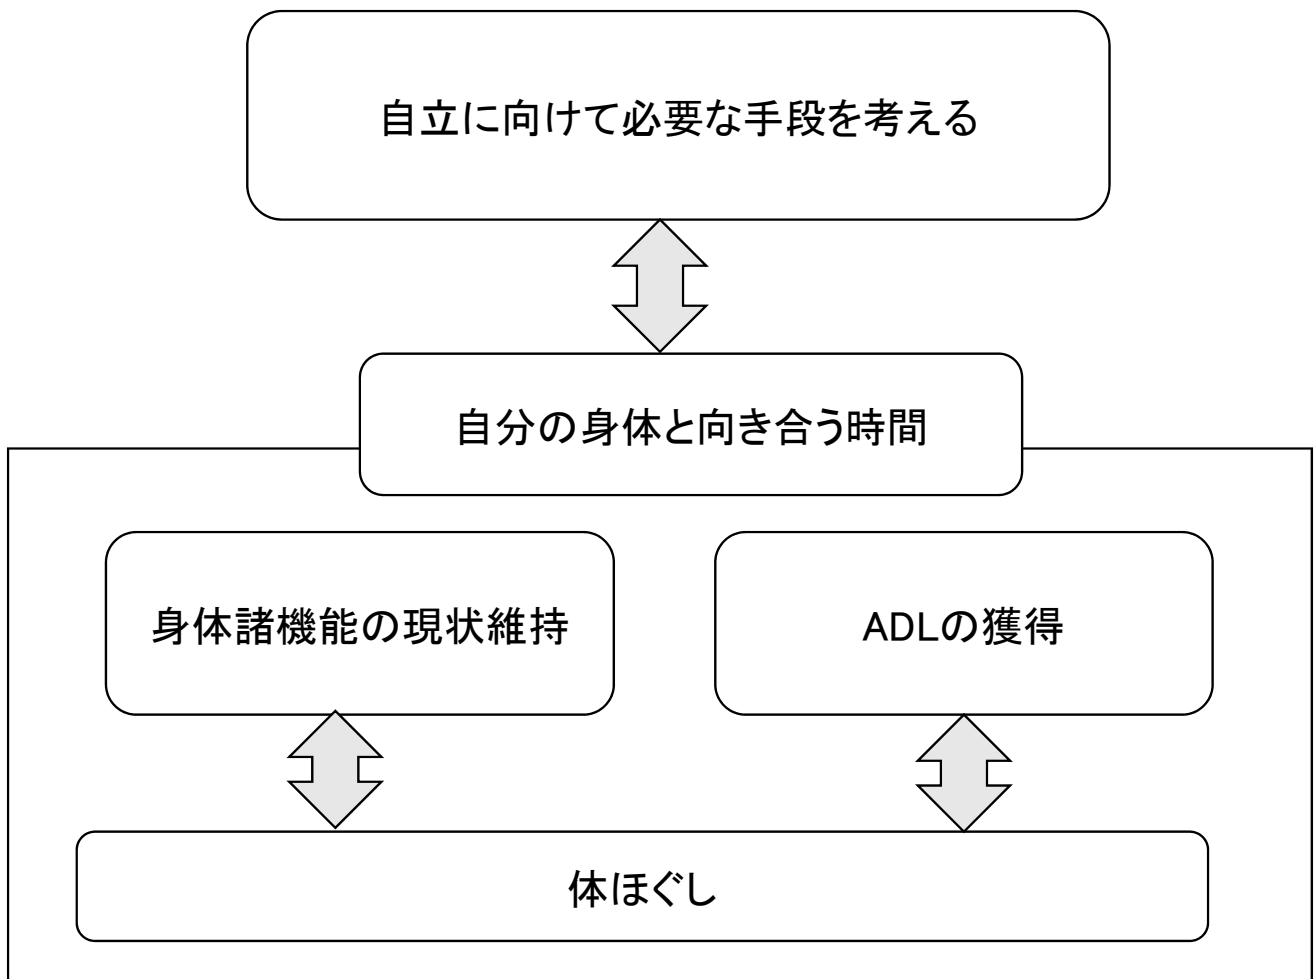 自立に向けて必要な手段を考える
自分の身体と向き合う時間
身体諸機能の現状維持
ADLの獲得
体ほぐし